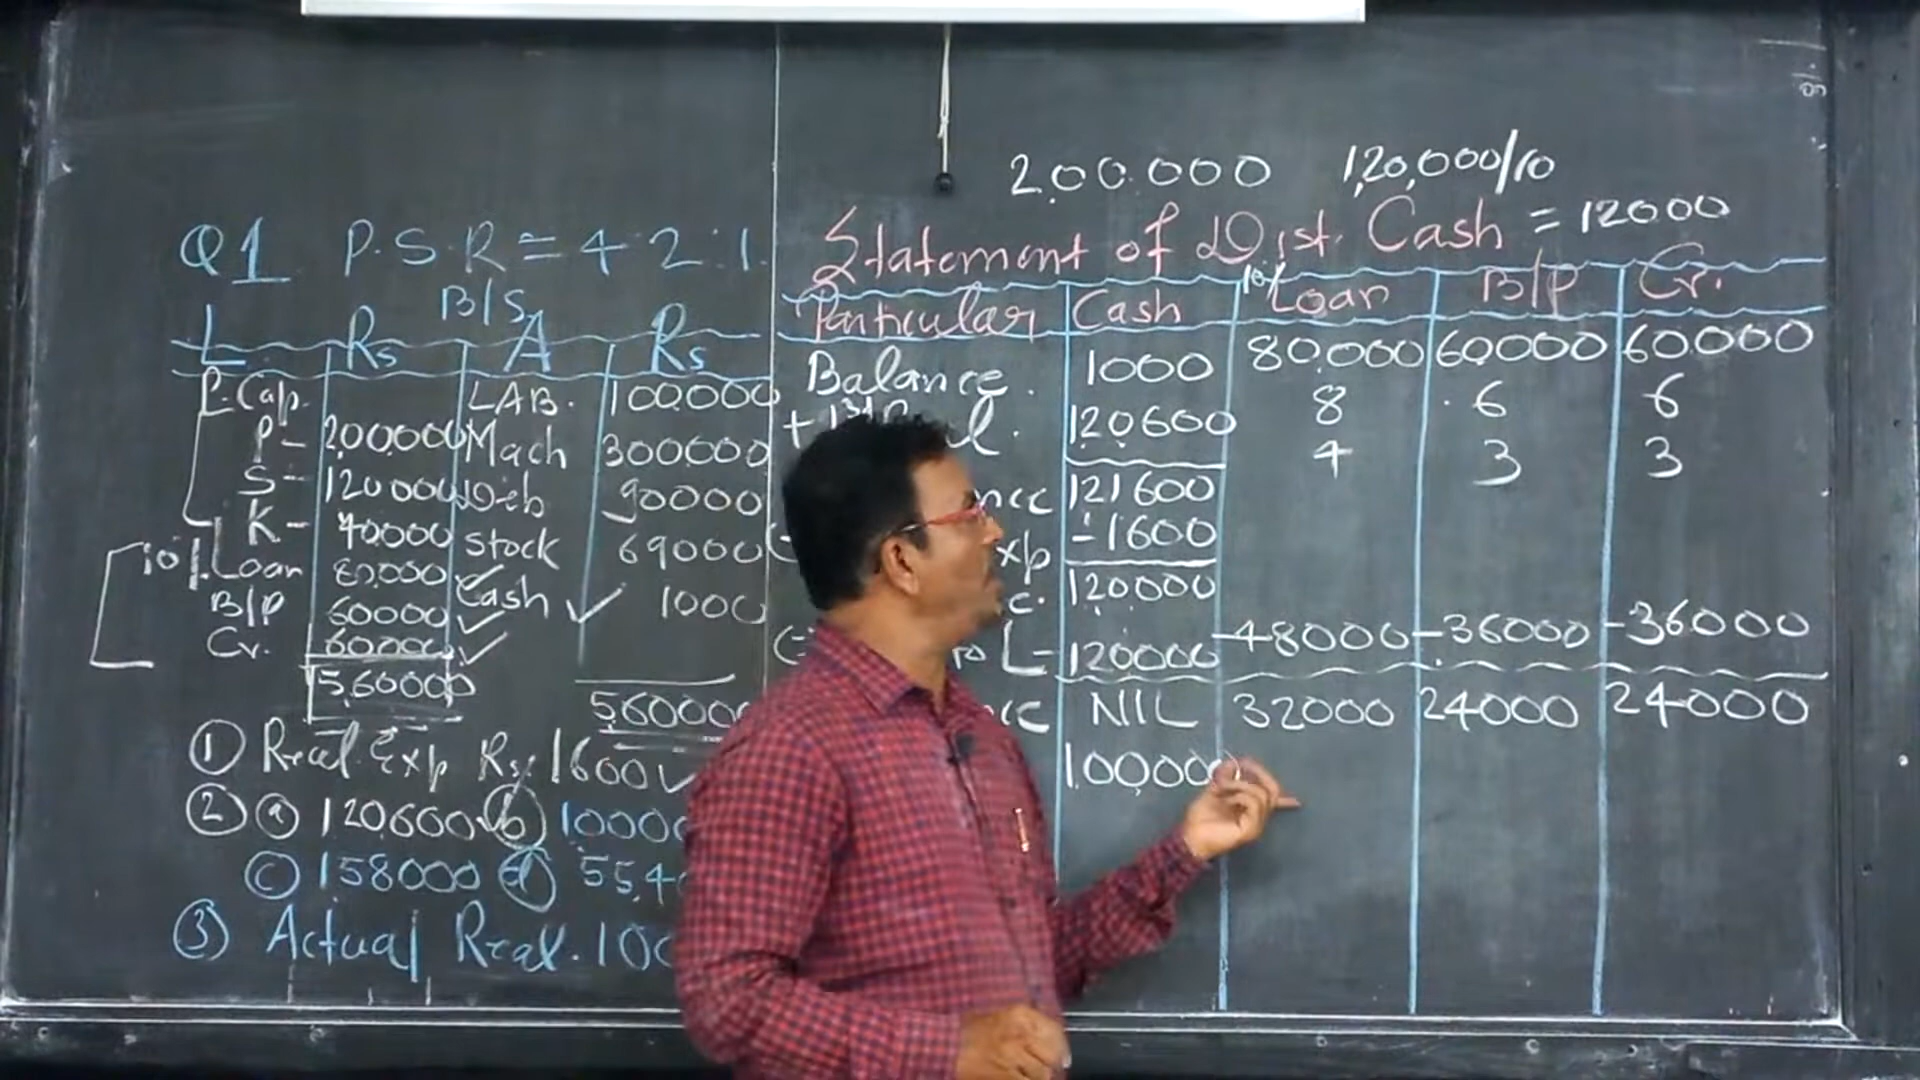 Q1 P.S.R = 4 2 : 1.
B/S
L Rs A Rs
P. Cap. LAB. 100000
P - 200000 Mach 300000
S - 120000 Deb 90000
K - 40000 Stock 69000
10% Loan 80,000 ✓ Cash ✓ 1000
B/P 60000 ✓
Cr. 60000 ✓
5,60000 560000
① Real. Exp Rs. 1600 ✓
② ⓐ 120600 ✓ ⓑ 10000
ⓒ 158000 ⓓ 55,4
③ Actual Real. 100
2,00,000 1,20,000/10
Statement of Dist. Cash = 12000
Particular Cash 10% Loan B/P Cr.
Balance. 1000 80,000 60000 60000
+ 120600 8 6 6
4 3 3
121600
- 1600
120,000
L - 120000 -48000 -36000 -36000
NIL 32000 24000 24000
100000